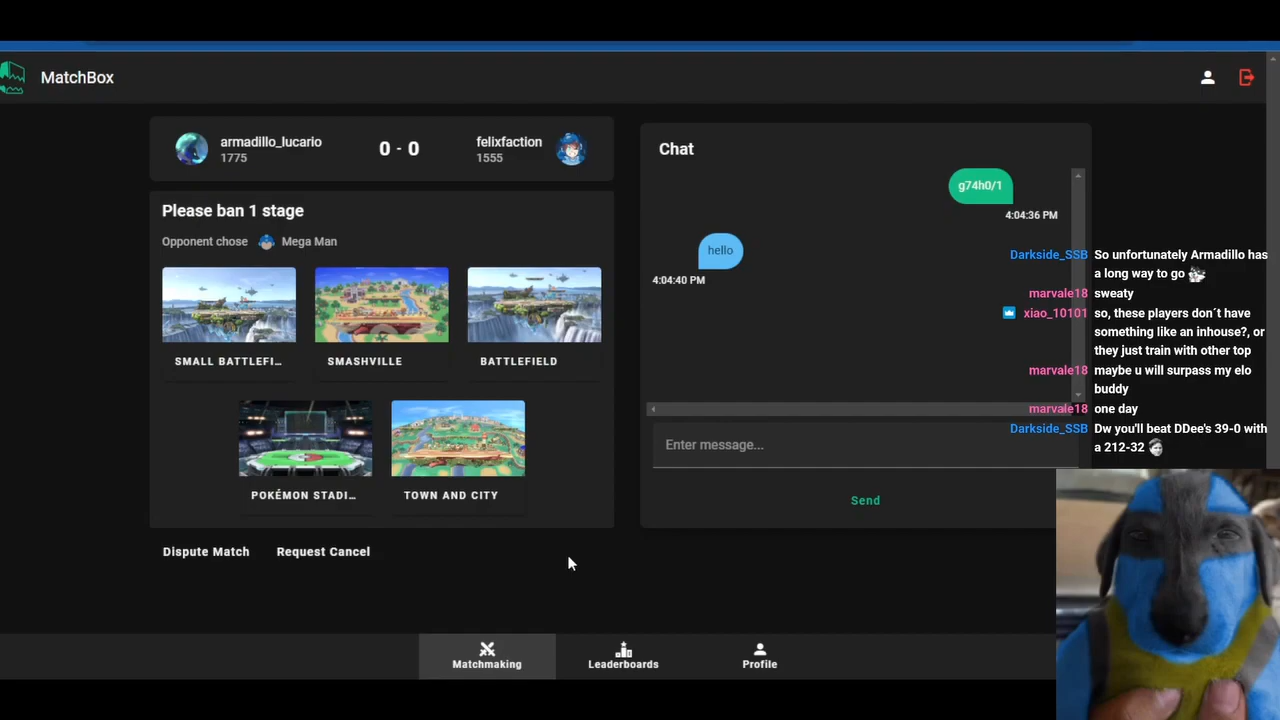 MatchBox
armadillo_lucario
1775
0 - 0
felixfaction
1555
Please ban 1 stage
Opponent chose Mega Man
SMALL BATTLEFI...
SMASHVILLE
BATTLEFIELD
POKÉMON STADI...
TOWN AND CITY
Dispute Match
Request Cancel
Chat
g74h0/1
4:04:36 PM
hello
4:04:40 PM
Enter message...
Send
Darkside_SSB So unfortunately Armadillo has
a long way to go
marvale18 sweaty
xiao_10101 so, these players don´t have
something like an inhouse?, or
they just train with other top
marvale18 maybe u will surpass my elo
buddy
marvale18 one day
Darkside_SSB Dw you'll beat DDee's 39-0 with
a 212-32
Matchmaking
Leaderboards
Profile